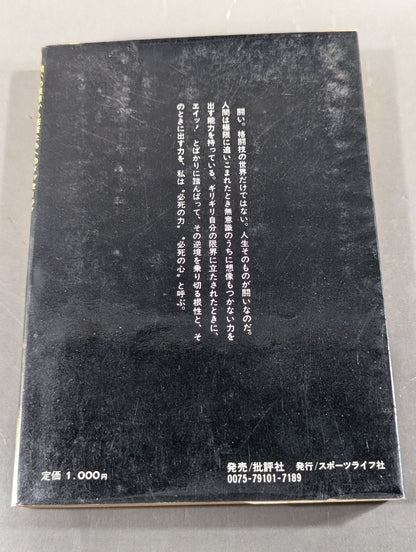 闘い。格闘技の世界だけではない。人生そのものが闘いなのだ。
人間は極限に追いこまれたとき無意識のうちに想像もつかない力を
出す能力を持っている。ギリギリ自分の限界に立たされたときに、
エイッ！とばかりに踏んばって、その逆境を乗り切る根性と、そ
のときに出す力を、私は“必死の力”“必死の心”と呼ぶ。
定価 1,000円
発売/批評社 発行/スポーツライフ社
0075-79101-7189